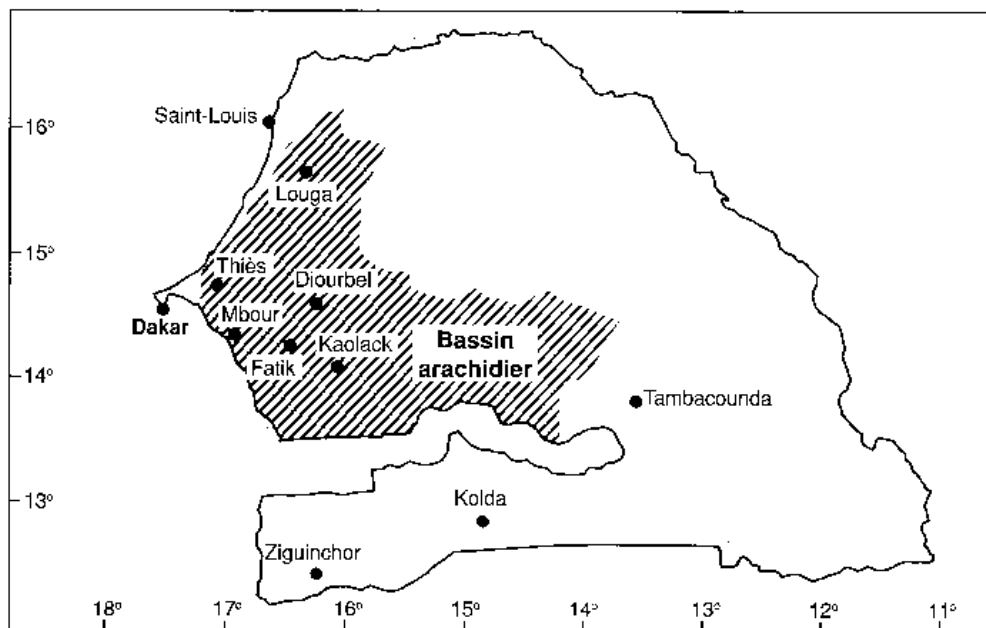 16°
Saint-Louis
Louga
15°
Thiès
Diourbel
Mbour
Dakar
Fatik
Kaolack
Bassin
arachidier
14°
Tambacounda
13°
Kolda
Ziguinchor
18°
17°
16°
15°
14°
13°
12°
11°